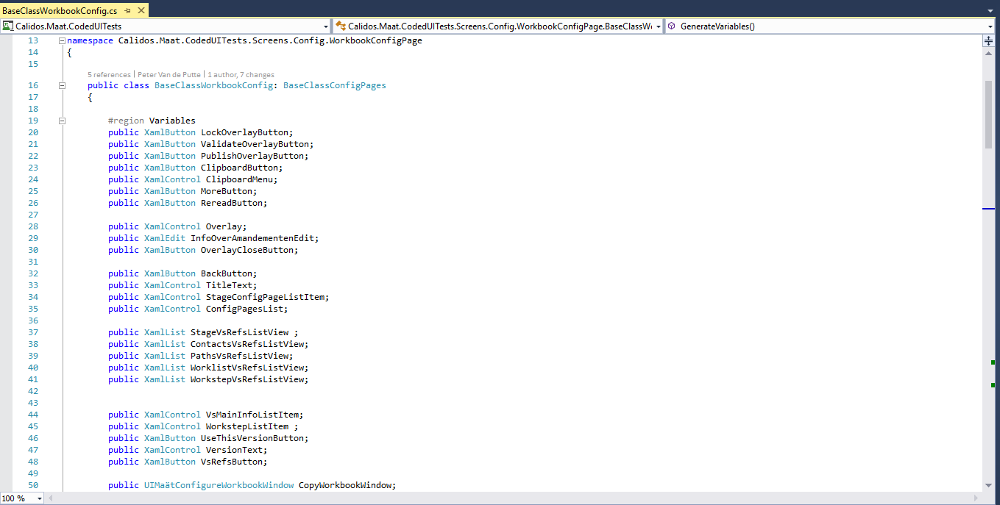 BaseClassWorkbookConfig.cs
Calidos.Maat.CodedUITests Calidos.Maat.CodedUITests.Screens.Config.WorkbookConfigPage.BaseClassW GenerateVariables()
13 namespace Calidos.Maat.CodedUITests.Screens.Config.WorkbookConfigPage
14 {
15
5 references | Peter Van de Putte | 1 author, 7 changes
16 public class BaseClassWorkbookConfig: BaseClassConfigPages
17 {
18
19 #region Variables
20 public XamlButton LockOverlayButton;
21 public XamlButton ValidateOverlayButton;
22 public XamlButton PublishOverlayButton;
23 public XamlButton ClipboardButton;
24 public XamlControl ClipboardMenu;
25 public XamlButton MoreButton;
26 public XamlButton RereadButton;
27
28 public XamlControl Overlay;
29 public XamlEdit InfoOverAmandementenEdit;
30 public XamlButton OverlayCloseButton;
31
32 public XamlButton BackButton;
33 public XamlControl TitleText;
34 public XamlControl StageConfigPageListItem;
35 public XamlControl ConfigPagesList;
36
37 public XamlList StageVsRefsListView ;
38 public XamlList ContactsVsRefsListView;
39 public XamlList PathsVsRefsListView;
40 public XamlList WorklistVsRefsListView;
41 public XamlList WorkstepVsRefsListView;
42
43
44 public XamlControl VsMainInfoListItem;
45 public XamlControl WorkstepListItem ;
46 public XamlButton UseThisVersionButton;
47 public XamlControl VersionText;
48 public XamlButton VsRefsButton;
49
50 public UIMaätConfigureWorkbookWindow CopyWorkbookWindow;
100 %